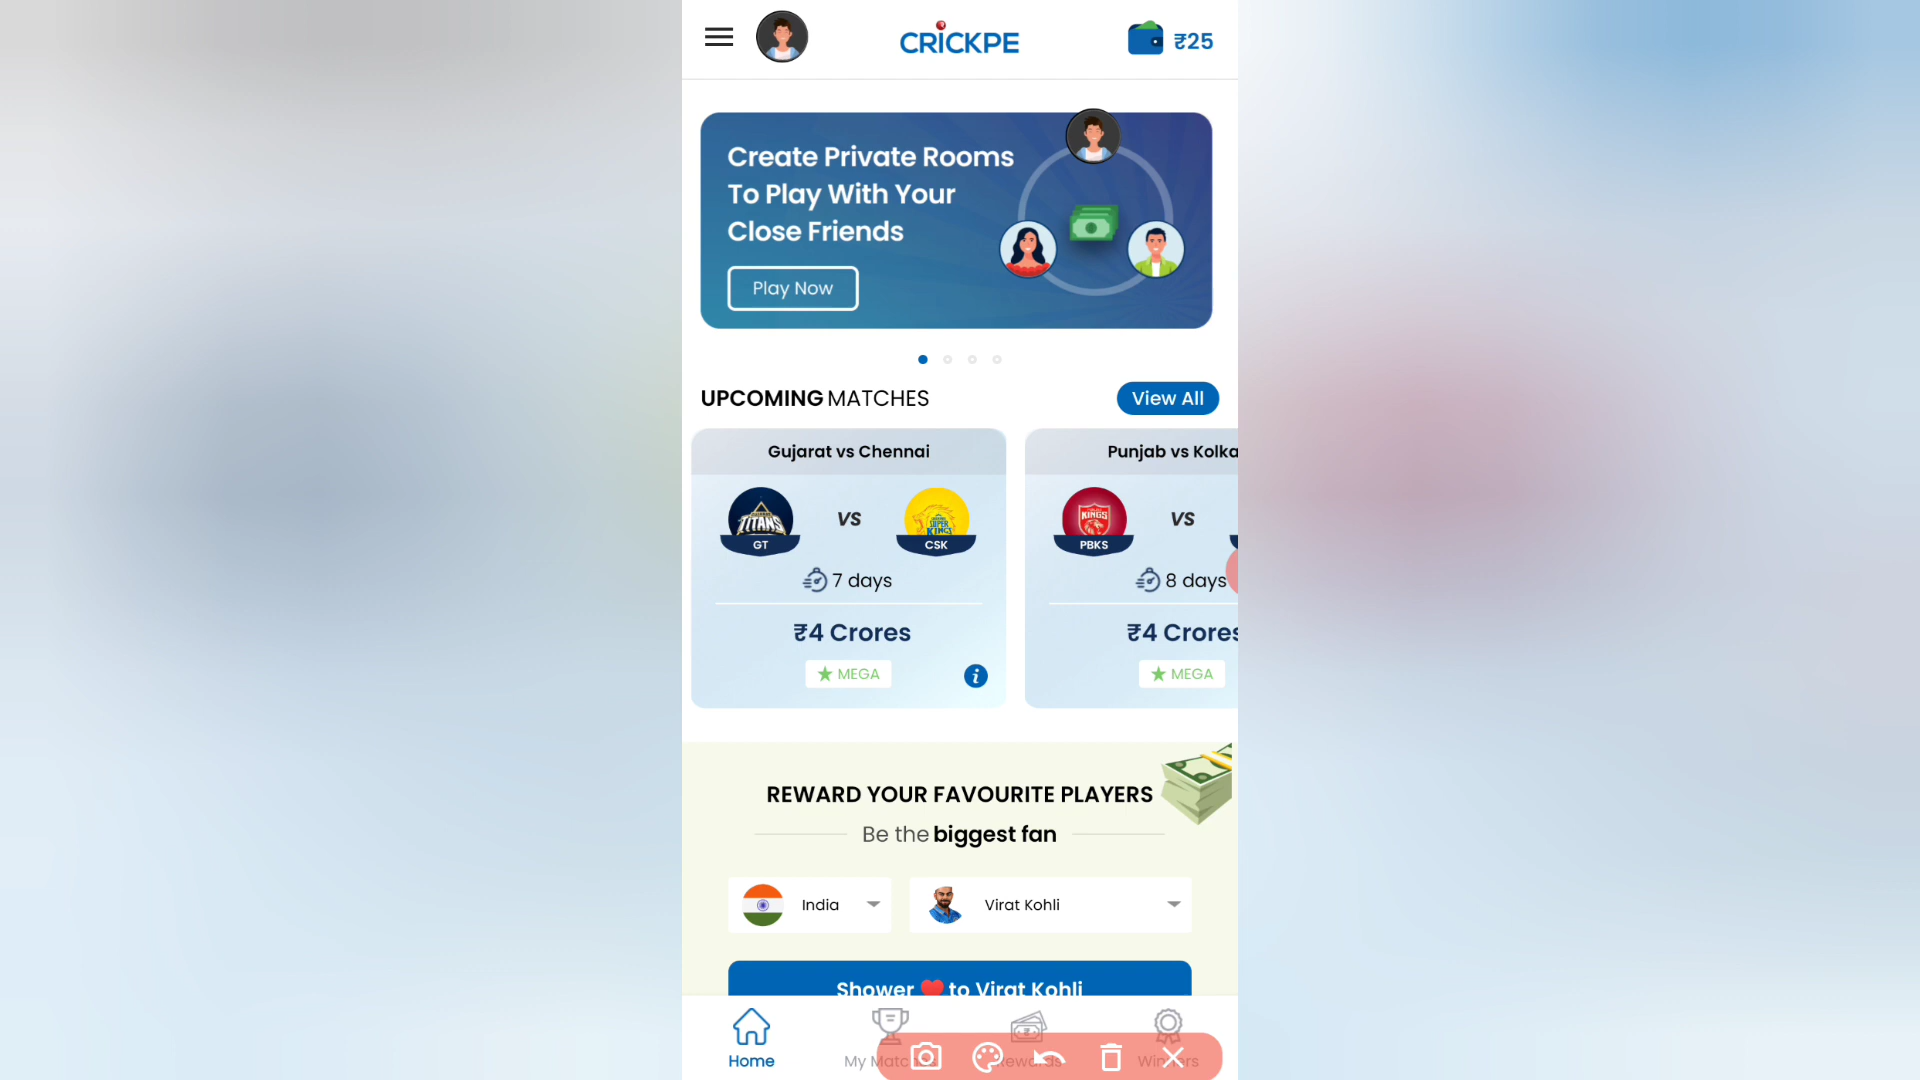 CRICKPE
₹25
Create Private Rooms
To Play With Your
Close Friends
Play Now
UPCOMING MATCHES
View All
Gujarat vs Chennai
Punjab vs Kolka
TITANS
VS
SUPER
KINGS
KINGS
VS
GT
CSK
PBKS
7 days
8 days
₹4 Crores
₹4 Crores
MEGA
MEGA
REWARD YOUR FAVOURITE PLAYERS
Be the biggest fan
India
Virat Kohli
Shower to Virat Kohli
Home
My Matc